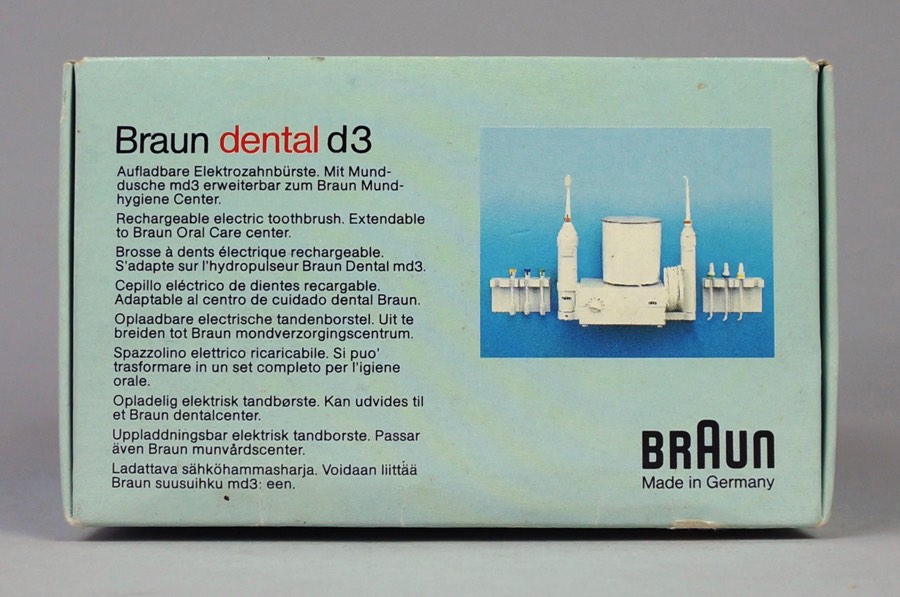 Braun dental d3
Aufladbare Elektrozahnbürste. Mit Mund-
dusche md3 erweiterbar zum Braun Mund-
hygiene Center.
Rechargeable electric toothbrush. Extendable
to Braun Oral Care center.
Brosse à dents électrique rechargeable.
S'adapte sur l'hydropulseur Braun Dental md3.
Cepillo eléctrico de dientes recargable.
Adaptable al centro de cuidado dental Braun.
Oplaadbare electrische tandenborstel. Uit te
breiden tot Braun mondverzorgingscentrum.
Spazzolino elettrico ricaricabile. Si puo'
trasformare in un set completo per l'igiene
orale.
Opladelig elektrisk tandbørste. Kan udvides til
et Braun dentalcenter.
Uppladdningsbar elektrisk tandborste. Passar
även Braun munvårdscenter.
Ladattava sähköhammasharja. Voidaan liittää
Braun suusuihku md3: een.
BRAUN
Made in Germany